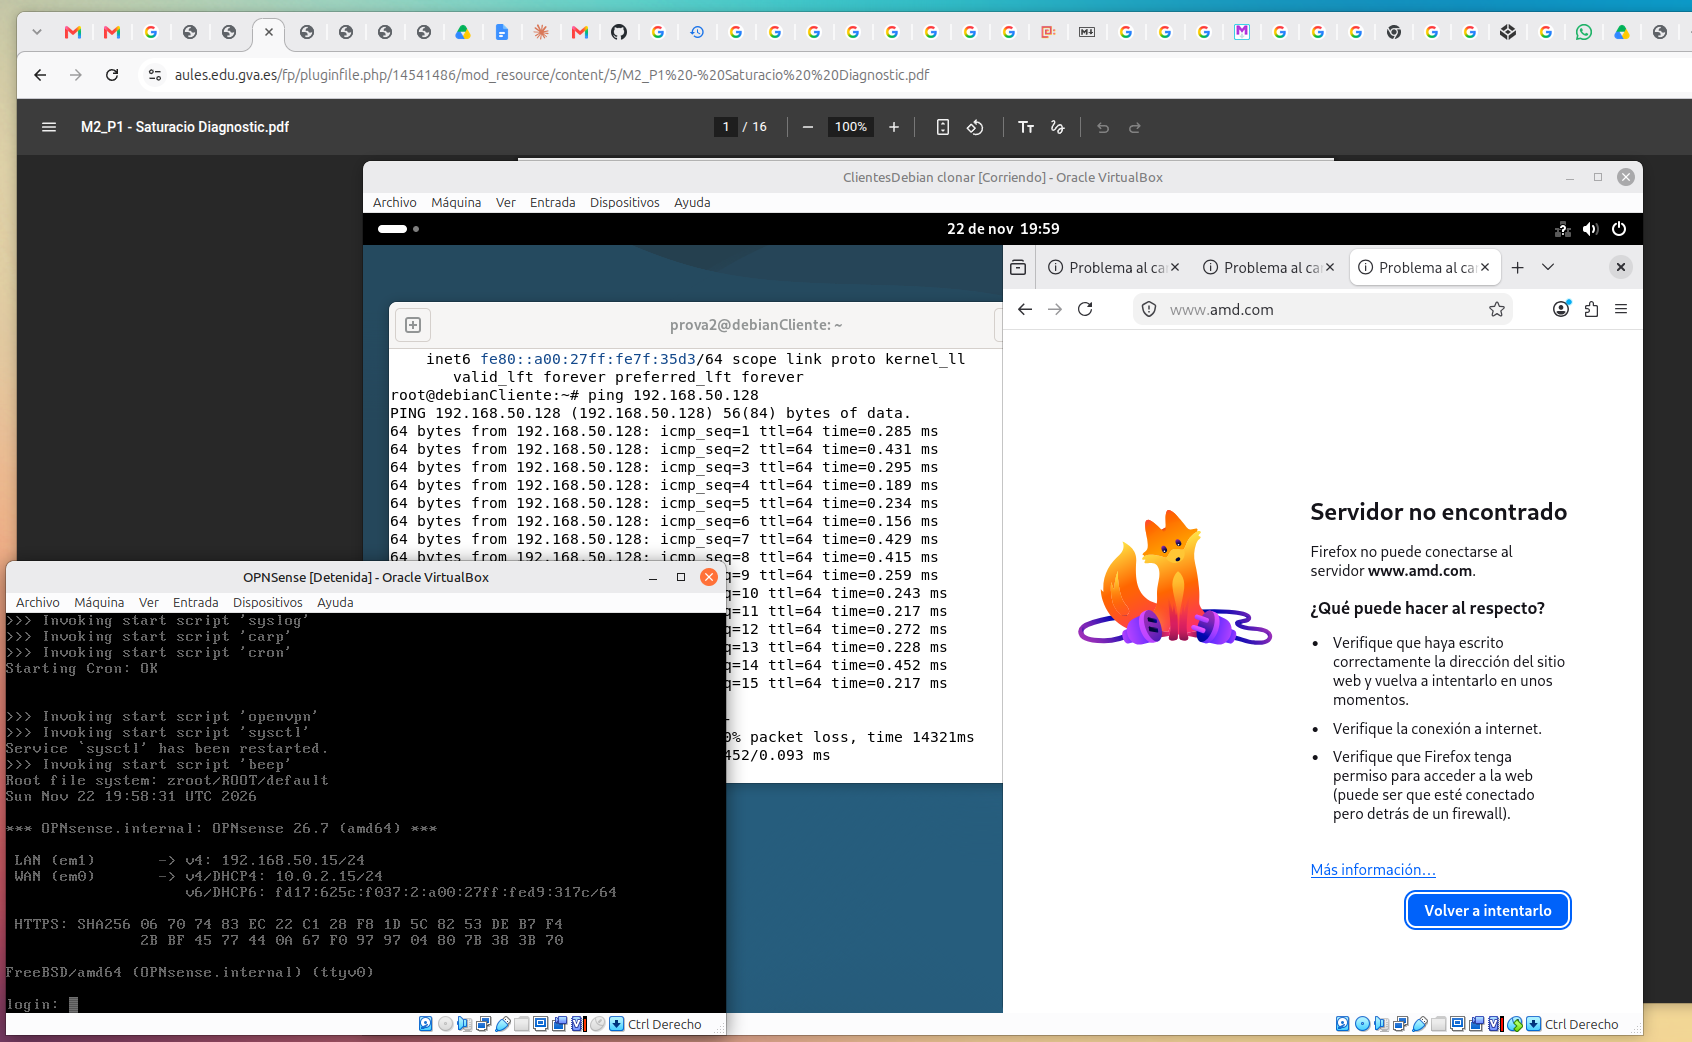 aules.edu.gva.es/fp/pluginfile.php/14541486/mod_resource/content/5/M2_P1%20-%20Saturacio%20%20Diagnostic.pdf
M2_P1 - Saturacio Diagnostic.pdf
1 / 16
100%
ClientesDebian clonar [Corriendo] - Oracle VirtualBox
Archivo Máquina Ver Entrada Dispositivos Ayuda
22 de nov 19:59
prova2@debianCliente: ~
inet6 fe80::a00:27ff:fe7f:35d3/64 scope link proto kernel_ll
valid_lft forever preferred_lft forever
root@debianCliente:~# ping 192.168.50.128
PING 192.168.50.128 (192.168.50.128) 56(84) bytes of data.
64 bytes from 192.168.50.128: icmp_seq=1 ttl=64 time=0.285 ms
64 bytes from 192.168.50.128: icmp_seq=2 ttl=64 time=0.431 ms
64 bytes from 192.168.50.128: icmp_seq=3 ttl=64 time=0.295 ms
64 bytes from 192.168.50.128: icmp_seq=4 ttl=64 time=0.189 ms
64 bytes from 192.168.50.128: icmp_seq=5 ttl=64 time=0.234 ms
64 bytes from 192.168.50.128: icmp_seq=6 ttl=64 time=0.156 ms
64 bytes from 192.168.50.128: icmp_seq=7 ttl=64 time=0.429 ms
64 bytes from 192.168.50.128: icmp_seq=8 ttl=64 time=0.415 ms
q=9 ttl=64 time=0.259 ms
q=10 ttl=64 time=0.243 ms
q=11 ttl=64 time=0.217 ms
q=12 ttl=64 time=0.272 ms
q=13 ttl=64 time=0.228 ms
q=14 ttl=64 time=0.452 ms
q=15 ttl=64 time=0.217 ms
0% packet loss, time 14321ms
452/0.093 ms
Problema al ca
Problema al ca
Problema al ca
www.amd.com
Servidor no encontrado
Firefox no puede conectarse al
servidor www.amd.com.
¿Qué puede hacer al respecto?
• Verifique que haya escrito
correctamente la dirección del sitio
web y vuelva a intentarlo en unos
momentos.
• Verifique la conexión a internet.
• Verifique que Firefox tenga
permiso para acceder a la web
(puede ser que esté conectado
pero detrás de un firewall).
Más información...
Volver a intentarlo
Ctrl Derecho
OPNSense [Detenida] - Oracle VirtualBox
Archivo Máquina Ver Entrada Dispositivos Ayuda
>>> Invoking start script 'syslog'
>>> Invoking start script 'carp'
>>> Invoking start script 'cron'
Starting Cron: OK
>>> Invoking start script 'openvpn'
>>> Invoking start script 'sysctl'
Service `sysctl' has been restarted.
>>> Invoking start script 'beep'
Root file system: zroot/ROOT/default
Sun Nov 22 19:58:31 UTC 2026
*** OPNsense.internal: OPNsense 26.7 (amd64) ***
LAN (em1) -> v4: 192.168.50.15/24
WAN (em0) -> v4/DHCP4: 10.0.2.15/24
v6/DHCP6: fd17:625c:f037:2:a00:27ff:fed9:317c/64
HTTPS: SHA256 06 70 74 83 EC 22 C1 28 F8 1D 5C 82 53 DE B7 F4
2B BF 45 77 44 0A 67 F0 97 97 04 80 7B 38 3B 70
FreeBSD/amd64 (OPNsense.internal) (ttyv0)
login:
Ctrl Derecho